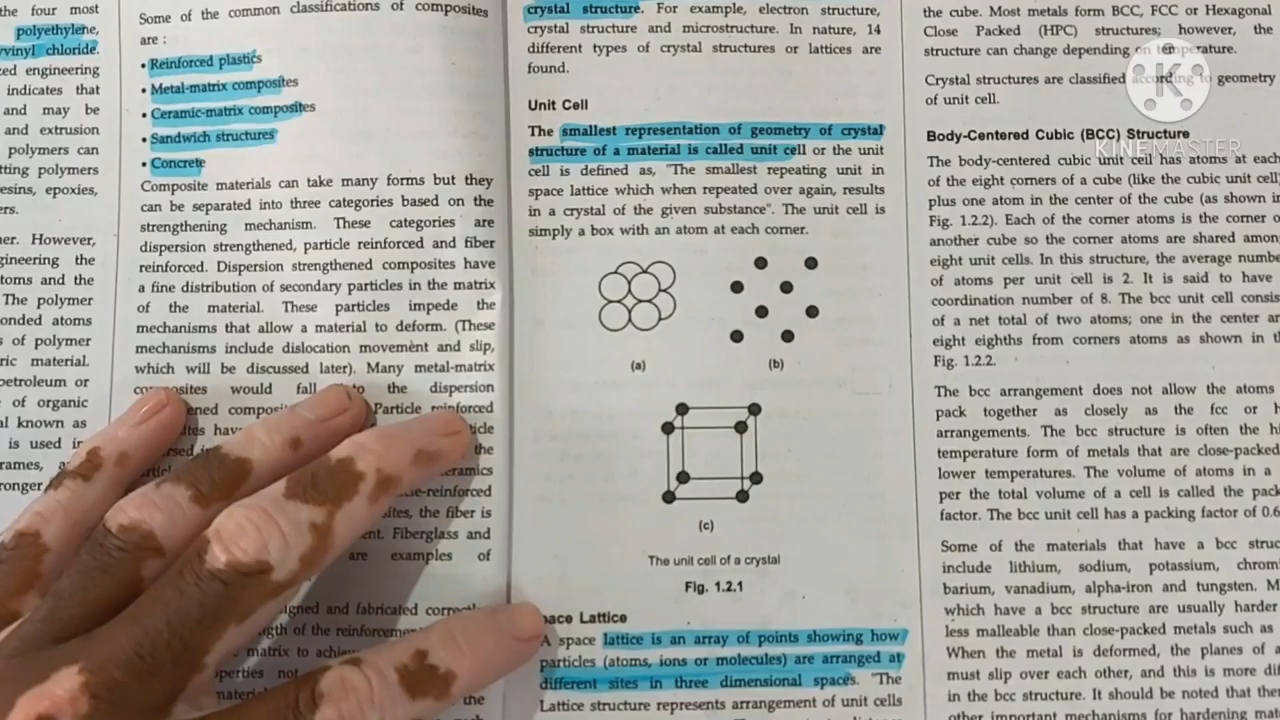 the four most
polyethylene,
vinyl chloride.
engineering
indicates that
and may be
and extrusion
polymers can
polymers
epoxies,
However,
the
and the
The polymer
atoms
of polymer
material.
petroleum or
of organic
known as
is used in
Some of the common classifications of composites
are :
• Reinforced plastics
• Metal-matrix composites
• Ceramic-matrix composites
• Sandwich structures
• Concrete
Composite materials can take many forms but they
can be separated into three categories based on the
strengthening mechanism. These categories are
dispersion strengthened, particle reinforced and fiber
reinforced. Dispersion strengthened composites have
a fine distribution of secondary particles in the matrix
of the material. These particles impede the
mechanisms that allow a material to deform. (These
mechanisms include dislocation movement and slip,
which will be discussed later). Many metal-matrix
would fall the dispersion
Particle reinforced
the
the fiber is
Fiberglass and
are examples of
and fabricated
of the
matrix to
not
the
crystal structure. For example, electron structure,
crystal structure and microstructure. In nature, 14
different types of crystal structures or lattices are
found.
Unit Cell
The smallest representation of geometry of crystal
structure of a material is called unit cell or the unit
cell is defined as, "The smallest repeating unit in
space lattice which when repeated over again, results
in a crystal of the given substance". The unit cell is
simply a box with an atom at each corner.
(a)
(b)
(c)
The unit cell of a crystal
Fig. 1.2.1
Lattice
A space lattice is an array of points showing how
particles (atoms, ions or molecules) are arranged at
different sites in three dimensional spaces. "The
Lattice structure represents arrangement of unit cells
the cube. Most metals form BCC, FCC or Hexagonal
Close Packed (HPC) structures; however, the
structure can change depending on temperature.
Crystal structures are classified according to geometry
of unit cell.
Body-Centered Cubic (BCC) Structure
The body-centered cubic unit cell has atoms at each
of the eight corners of a cube (like the cubic unit cell)
plus one atom in the center of the cube (as shown in
Fig. 1.2.2). Each of the corner atoms is the corner of
another cube so the corner atoms are shared among
eight unit cells. In this structure, the average number
of atoms per unit cell is 2. It is said to have
coordination number of 8. The bcc unit cell
of a net total of two atoms; one in the center
eight eighths from corners atoms as shown in
Fig. 1.2.2.
The bcc arrangement does not allow the atoms
pack together as closely as the fcc or
arrangements. The bcc structure is often the
temperature form of metals that are close-packed
lower temperatures. The volume of atoms in a
per the total volume of a cell is called the
factor. The bcc unit cell has a packing factor of
Some of the materials that have a bcc
include lithium, sodium, potassium,
barium, vanadium, alpha-iron and tungsten.
which have a bcc structure are usually harder
less malleable than close-packed metals such as
When the metal is deformed, the planes of
must slip over each other, and this is more
in the bcc structure. It should be noted that
other important mechanisms for hardening
K
KINEMASTER